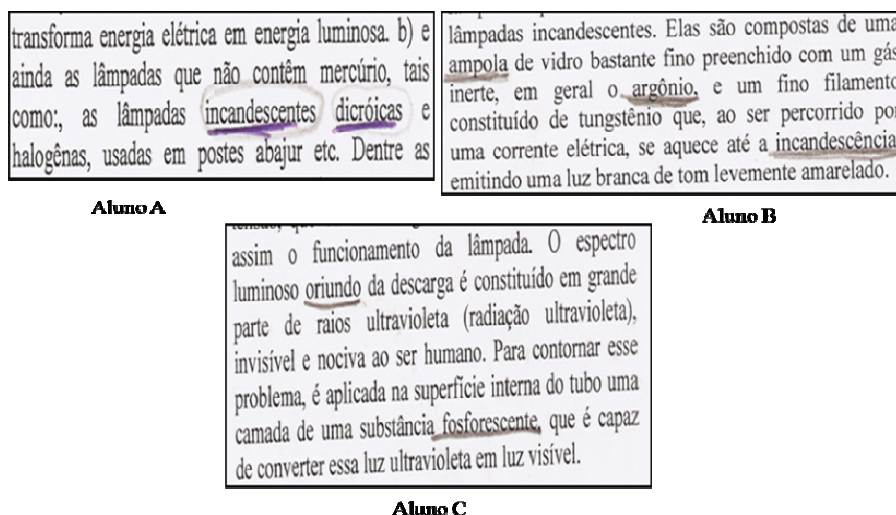 transforma energia elétrica em energia luminosa. b) e
ainda as lâmpadas que não contêm mercúrio, tais
como:, as lâmpadas incandescentes dicróicas e
halogênas, usadas em postes abajur etc. Dentre as
Aluno A
lâmpadas incandescentes. Elas são compostas de uma
ampola de vidro bastante fino preenchido com um gás
inerte, em geral o argônio, e um fino filamento
constituído de tungstênio que, ao ser percorrido por
uma corrente elétrica, se aquece até a incandescência
emitindo uma luz branca de tom levemente amarelado.
Aluno B
assim o funcionamento da lâmpada. O espectro
luminoso oriundo da descarga é constituído em grande
parte de raios ultravioleta (radiação ultravioleta),
invisível e nociva ao ser humano. Para contornar esse
problema, é aplicada na superfície interna do tubo uma
camada de uma substância fosforescente, que é capaz
de converter essa luz ultravioleta em luz visível.
Aluno C